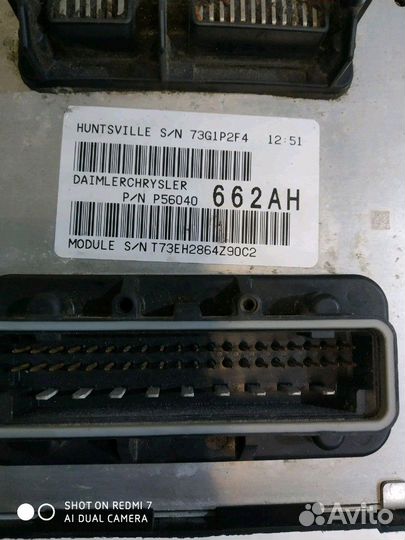 HUNTSVILLE S/N 73G1P2F4 12:51
DAIMLERCHRYSLER
P/N P56040 662AH
MODULE S/N T73EH2864Z90C2
SHOT ON REDMI 7
AI DUAL CAMERA
Avito